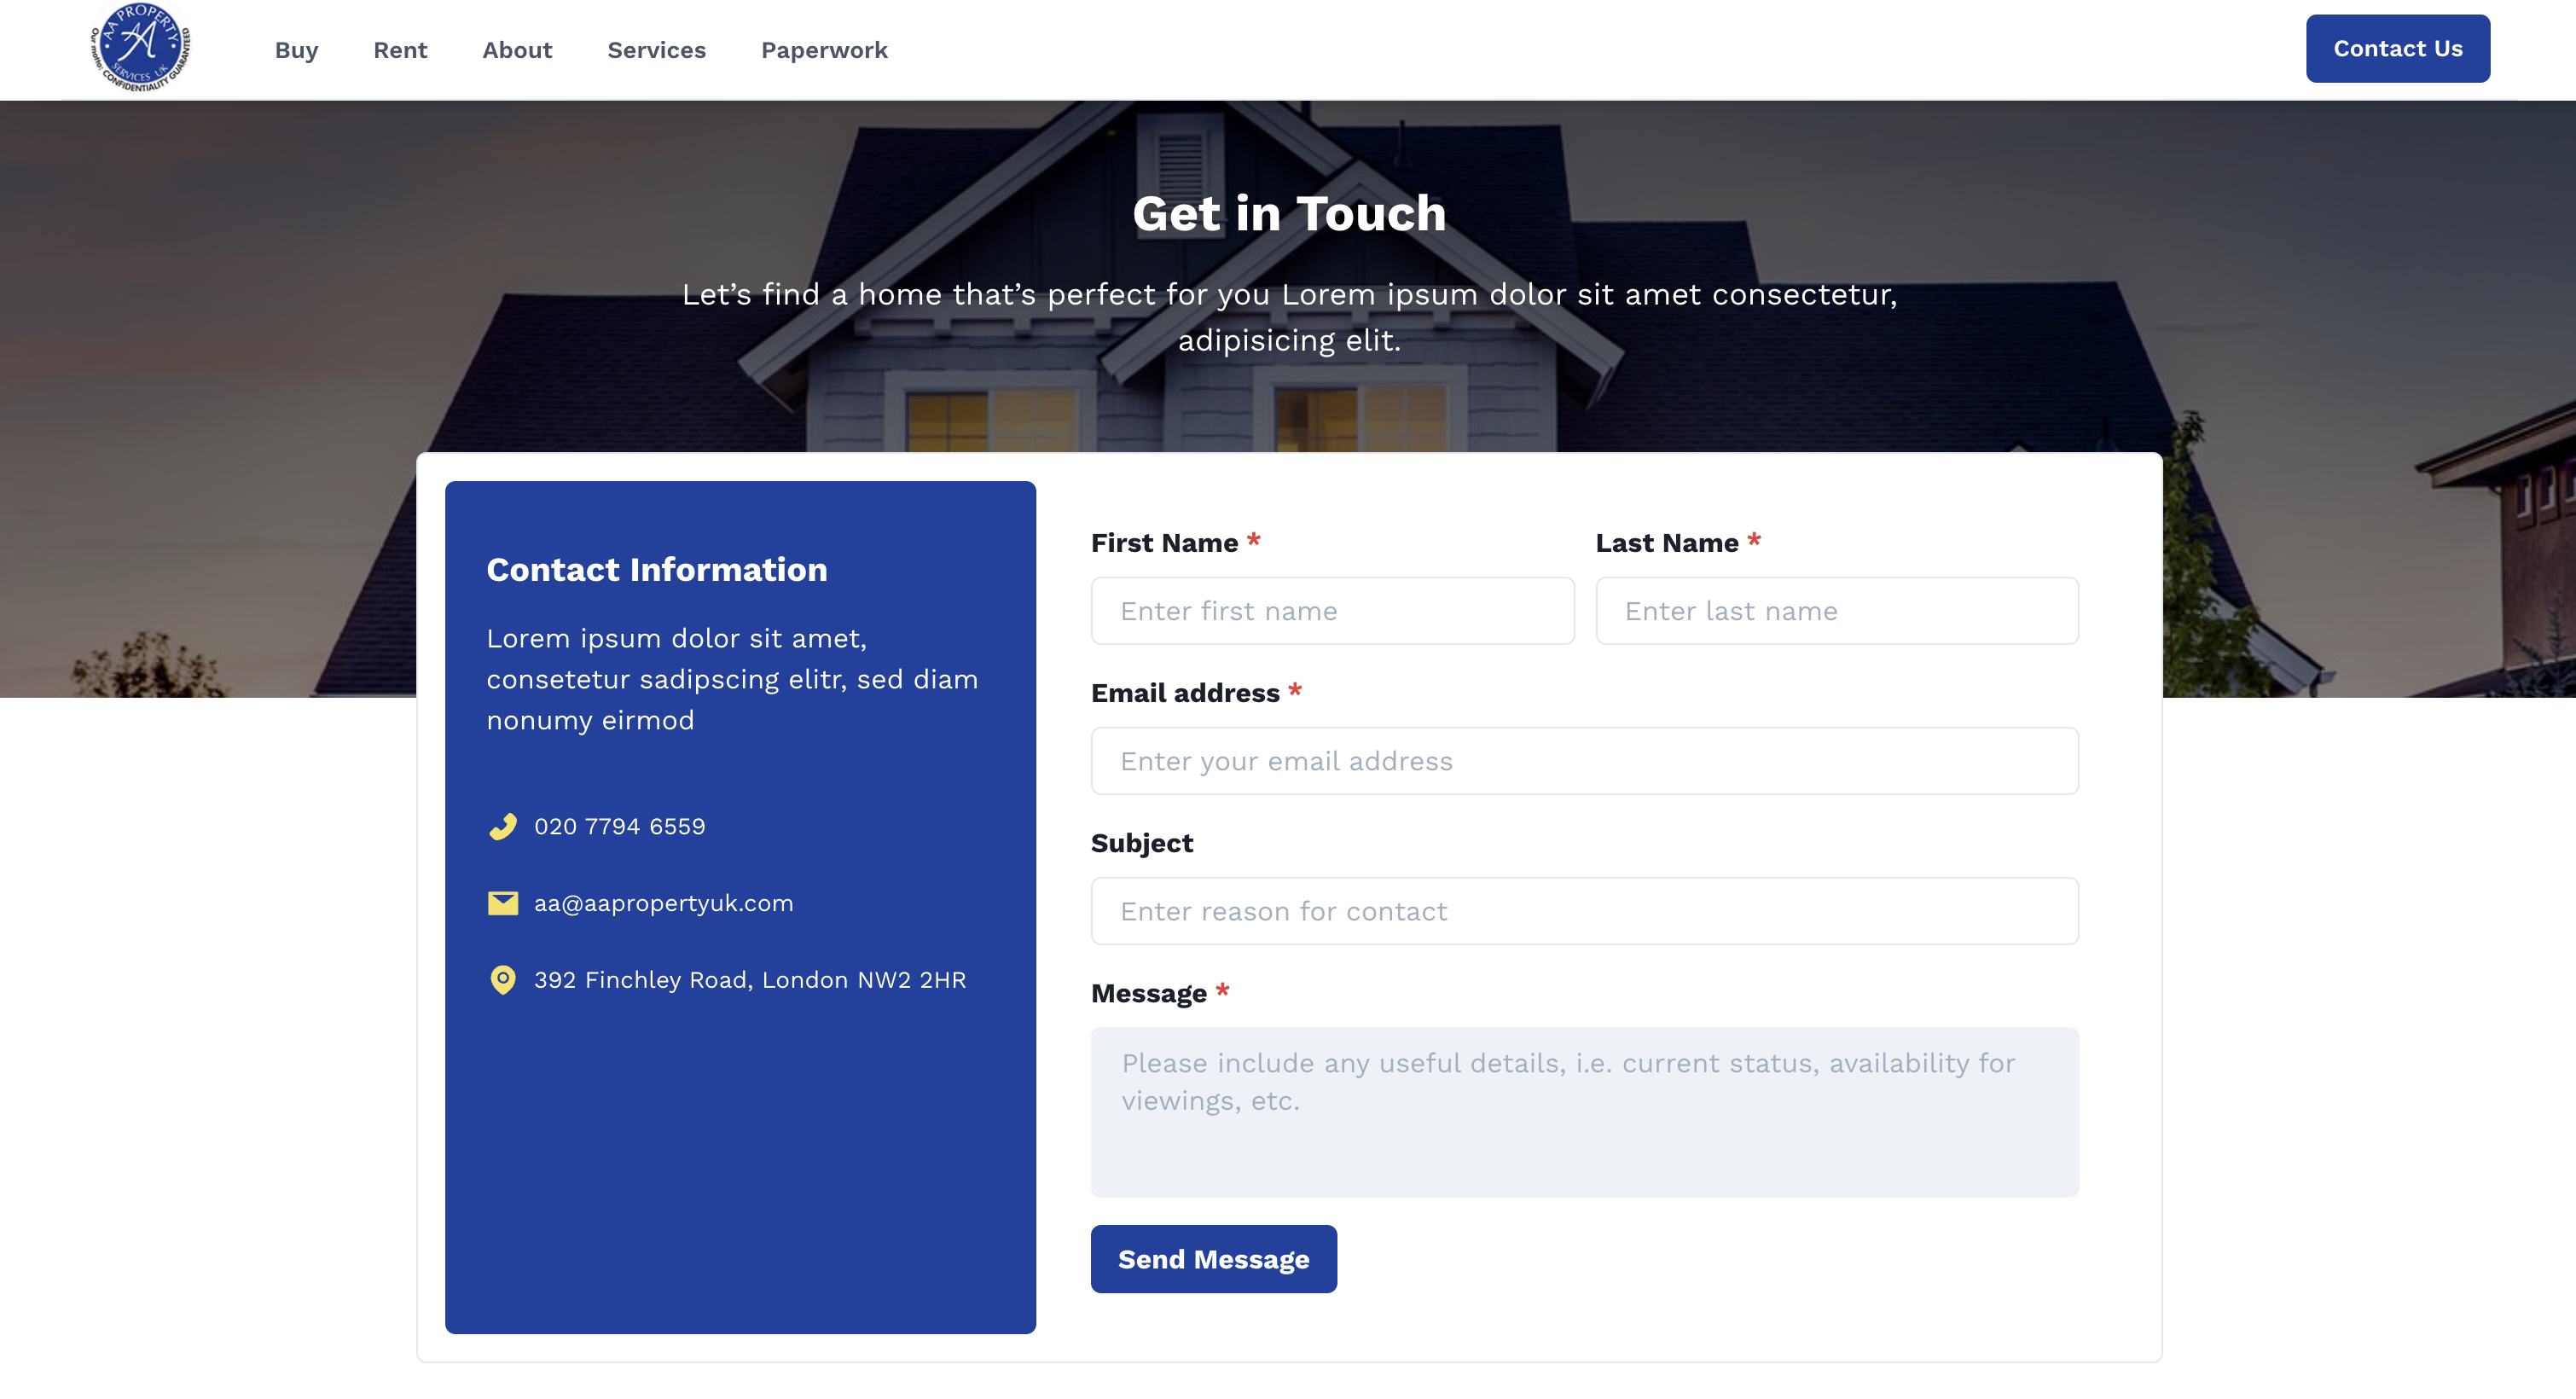 AA PROPERTY
AA
SERVICES UK
Our motto: CONFIDENTIALITY GUARANTEED
Buy
Rent
About
Services
Paperwork
Contact Us
Get in Touch
Let’s find a home that’s perfect for you Lorem ipsum dolor sit amet consectetur,
adipisicing elit.
Contact Information
Lorem ipsum dolor sit amet,
consetetur sadipscing elitr, sed diam
nonumy eirmod
020 7794 6559
aa@aapropertyuk.com
392 Finchley Road, London NW2 2HR
First Name *
Enter first name
Last Name *
Enter last name
Email address *
Enter your email address
Subject
Enter reason for contact
Message *
Please include any useful details, i.e. current status, availability for
viewings, etc.
Send Message